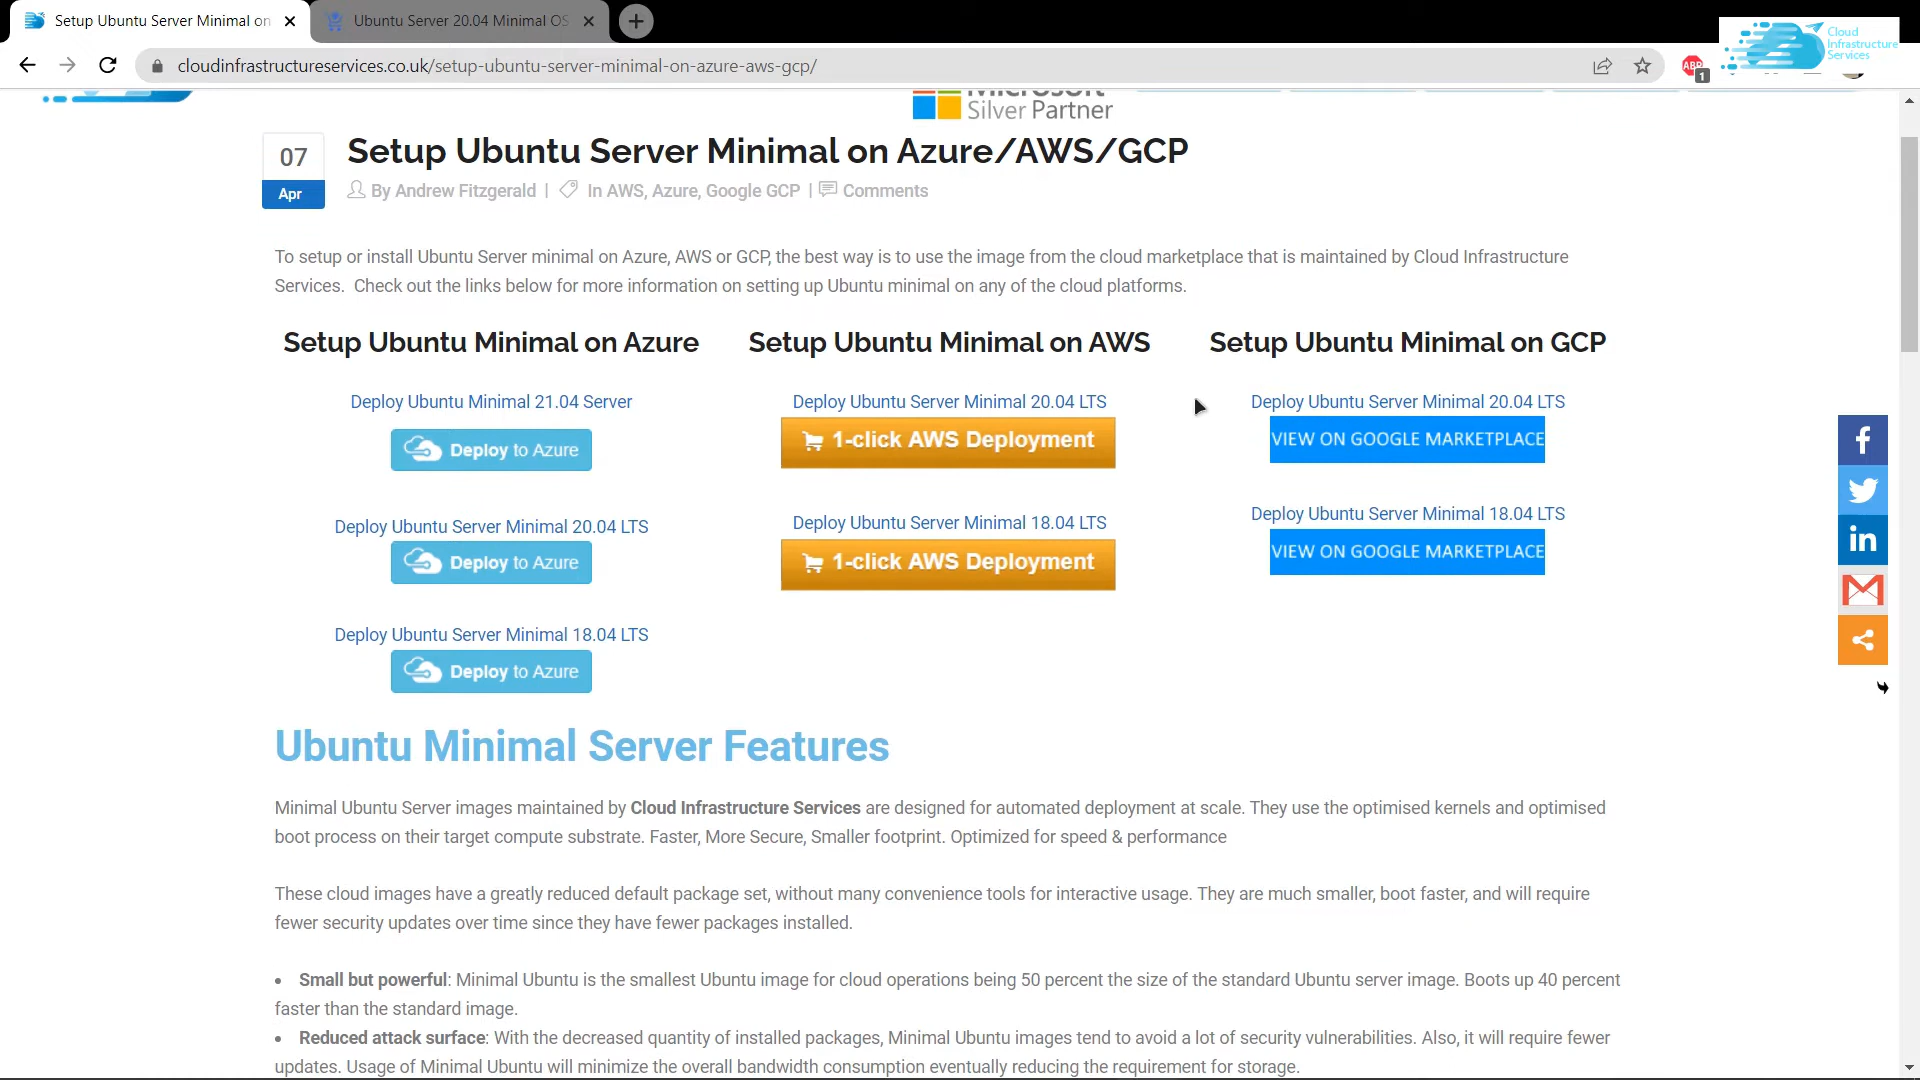 Setup Ubuntu Server Minimal on
Ubuntu Server 20.04 Minimal OS
cloudinfrastructureservices.co.uk/setup-ubuntu-server-minimal-on-azure-aws-gcp/
ABP
1
Cloud
Infrastructure
Services
Microsoft
Silver Partner
07
Apr
Setup Ubuntu Server Minimal on Azure/AWS/GCP
By Andrew Fitzgerald | In AWS, Azure, Google GCP | Comments
To setup or install Ubuntu Server minimal on Azure, AWS or GCP, the best way is to use the image from the cloud marketplace that is maintained by Cloud Infrastructure
Services. Check out the links below for more information on setting up Ubuntu minimal on any of the cloud platforms.
Setup Ubuntu Minimal on Azure
Deploy Ubuntu Minimal 21.04 Server
Deploy to Azure
Deploy Ubuntu Server Minimal 20.04 LTS
Deploy to Azure
Deploy Ubuntu Server Minimal 18.04 LTS
Deploy to Azure
Setup Ubuntu Minimal on AWS
Deploy Ubuntu Server Minimal 20.04 LTS
1-click AWS Deployment
Deploy Ubuntu Server Minimal 18.04 LTS
1-click AWS Deployment
Setup Ubuntu Minimal on GCP
Deploy Ubuntu Server Minimal 20.04 LTS
VIEW ON GOOGLE MARKETPLACE
Deploy Ubuntu Server Minimal 18.04 LTS
VIEW ON GOOGLE MARKETPLACE
Ubuntu Minimal Server Features
Minimal Ubuntu Server images maintained by Cloud Infrastructure Services are designed for automated deployment at scale. They use the optimised kernels and optimised
boot process on their target compute substrate. Faster, More Secure, Smaller footprint. Optimized for speed & performance
These cloud images have a greatly reduced default package set, without many convenience tools for interactive usage. They are much smaller, boot faster, and will require
fewer security updates over time since they have fewer packages installed.
• Small but powerful: Minimal Ubuntu is the smallest Ubuntu image for cloud operations being 50 percent the size of the standard Ubuntu server image. Boots up 40 percent
faster than the standard image.
• Reduced attack surface: With the decreased quantity of installed packages, Minimal Ubuntu images tend to avoid a lot of security vulnerabilities. Also, it will require fewer
updates. Usage of Minimal Ubuntu will minimize the overall bandwidth consumption eventually reducing the requirement for storage.